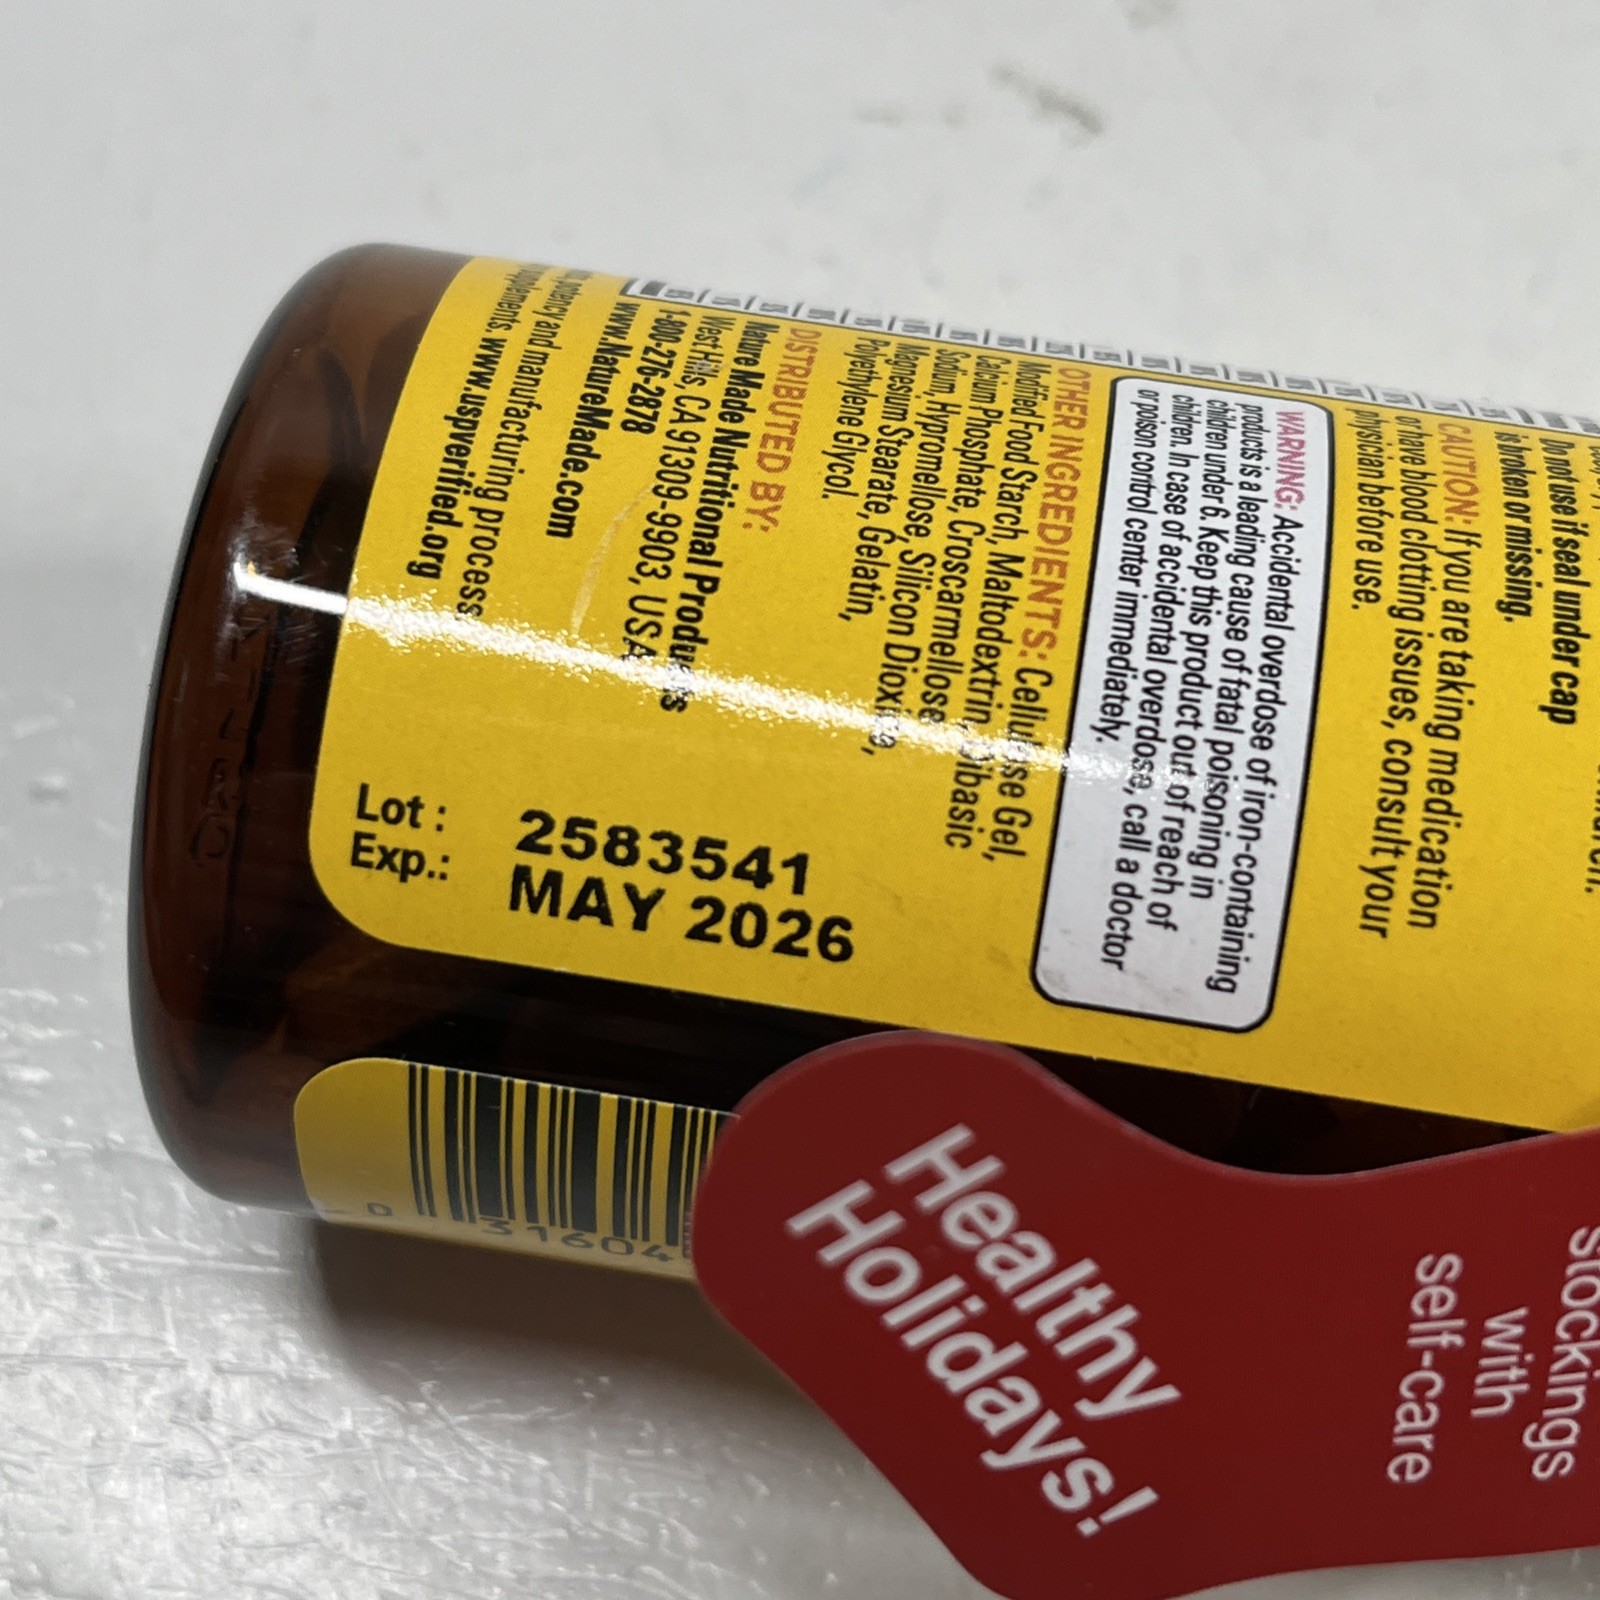 Do not use if seal under cap
is broken or missing.
CAUTION: If you are taking medication
or have blood clotting issues, consult your
physician before use.
WARNING: Accidental overdose of iron-containing
products is a leading cause of fatal poisoning in
children under 6. Keep this product out of reach of
children. In case of accidental overdose, call a doctor
or poison control center immediately.
OTHER INGREDIENTS: Cellulose Gel,
Modified Food Starch, Maltodextrin, Dibasic
Calcium Phosphate, Croscarmellose
Sodium, Hypromellose, Silicon Dioxide,
Magnesium Stearate, Gelatin,
Polyethylene Glycol.
DISTRIBUTED BY:
Nature Made Nutritional Products
West Hills, CA 91309-9903, USA
1-800-276-2878
www.NatureMade.com
potency and manufacturing process
supplements. www.uspverified.org
Lot : 2583541
Exp.: MAY 2026
0 31604
Healthy
Holidays!
stockings
with
self-care